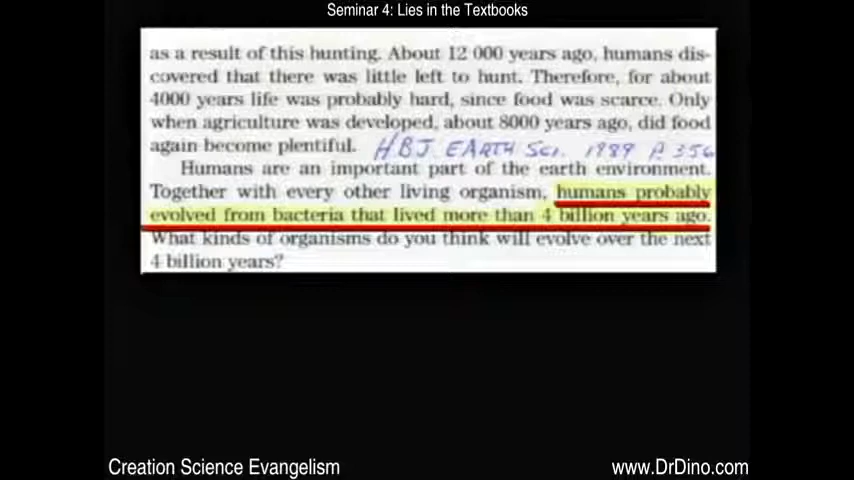 Seminar 4: Lies in the Textbooks
as a result of this hunting. About 12 000 years ago, humans dis-
covered that there was little left to hunt. Therefore, for about
4000 years life was probably hard, since food was scarce. Only
when agriculture was developed, about 8000 years ago, did food
again become plentiful. HBJ EARTH SCI. 1989 P. 356
Humans are an important part of the earth environment.
Together with every other living organism, humans probably
evolved from bacteria that lived more than 4 billion years ago.
What kinds of organisms do you think will evolve over the next
4 billion years?
Creation Science Evangelism
www.DrDino.com